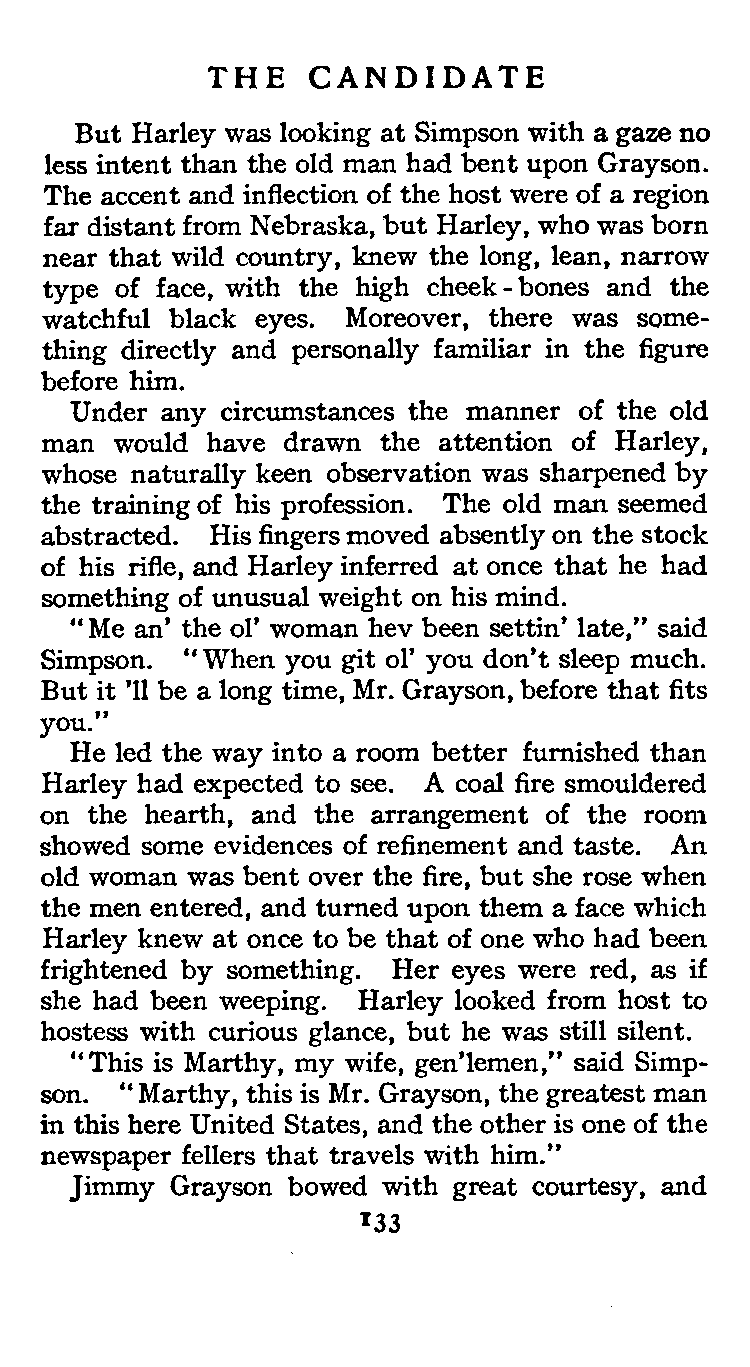 THE CANDIDATE
But Harley was looking at Simpson with a gaze no
less intent than the old man had bent upon Grayson.
The accent and inflection of the host were of a region
far distant from Nebraska, but Harley, who was born
near that wild country, knew the long, lean, narrow
type of face, with the high cheek-bones and the
watchful black eyes. Moreover, there was some-
thing directly and personally familiar in the figure
before him.
Under any circumstances the manner of the old
man would have drawn the attention of Harley,
whose naturally keen observation was sharpened by
the training of his profession. The old man seemed
abstracted. His fingers moved absently on the stock
of his rifle, and Harley inferred at once that he had
something of unusual weight on his mind.
"Me an' the ol' woman hev been settin' late," said
Simpson. "When you git ol' you don't sleep much.
But it 'll be a long time, Mr. Grayson, before that fits
you."
He led the way into a room better furnished than
Harley had expected to see. A coal fire smouldered
on the hearth, and the arrangement of the room
showed some evidences of refinement and taste. An
old woman was bent over the fire, but she rose when
the men entered, and turned upon them a face which
Harley knew at once to be that of one who had been
frightened by something. Her eyes were red, as if
she had been weeping. Harley looked from host to
hostess with curious glance, but he was still silent.
"This is Marthy, my wife, gen'lemen," said Simp-
son. "Marthy, this is Mr. Grayson, the greatest man
in this here United States, and the other is one of the
newspaper fellers that travels with him."
Jimmy Grayson bowed with great courtesy, and
133